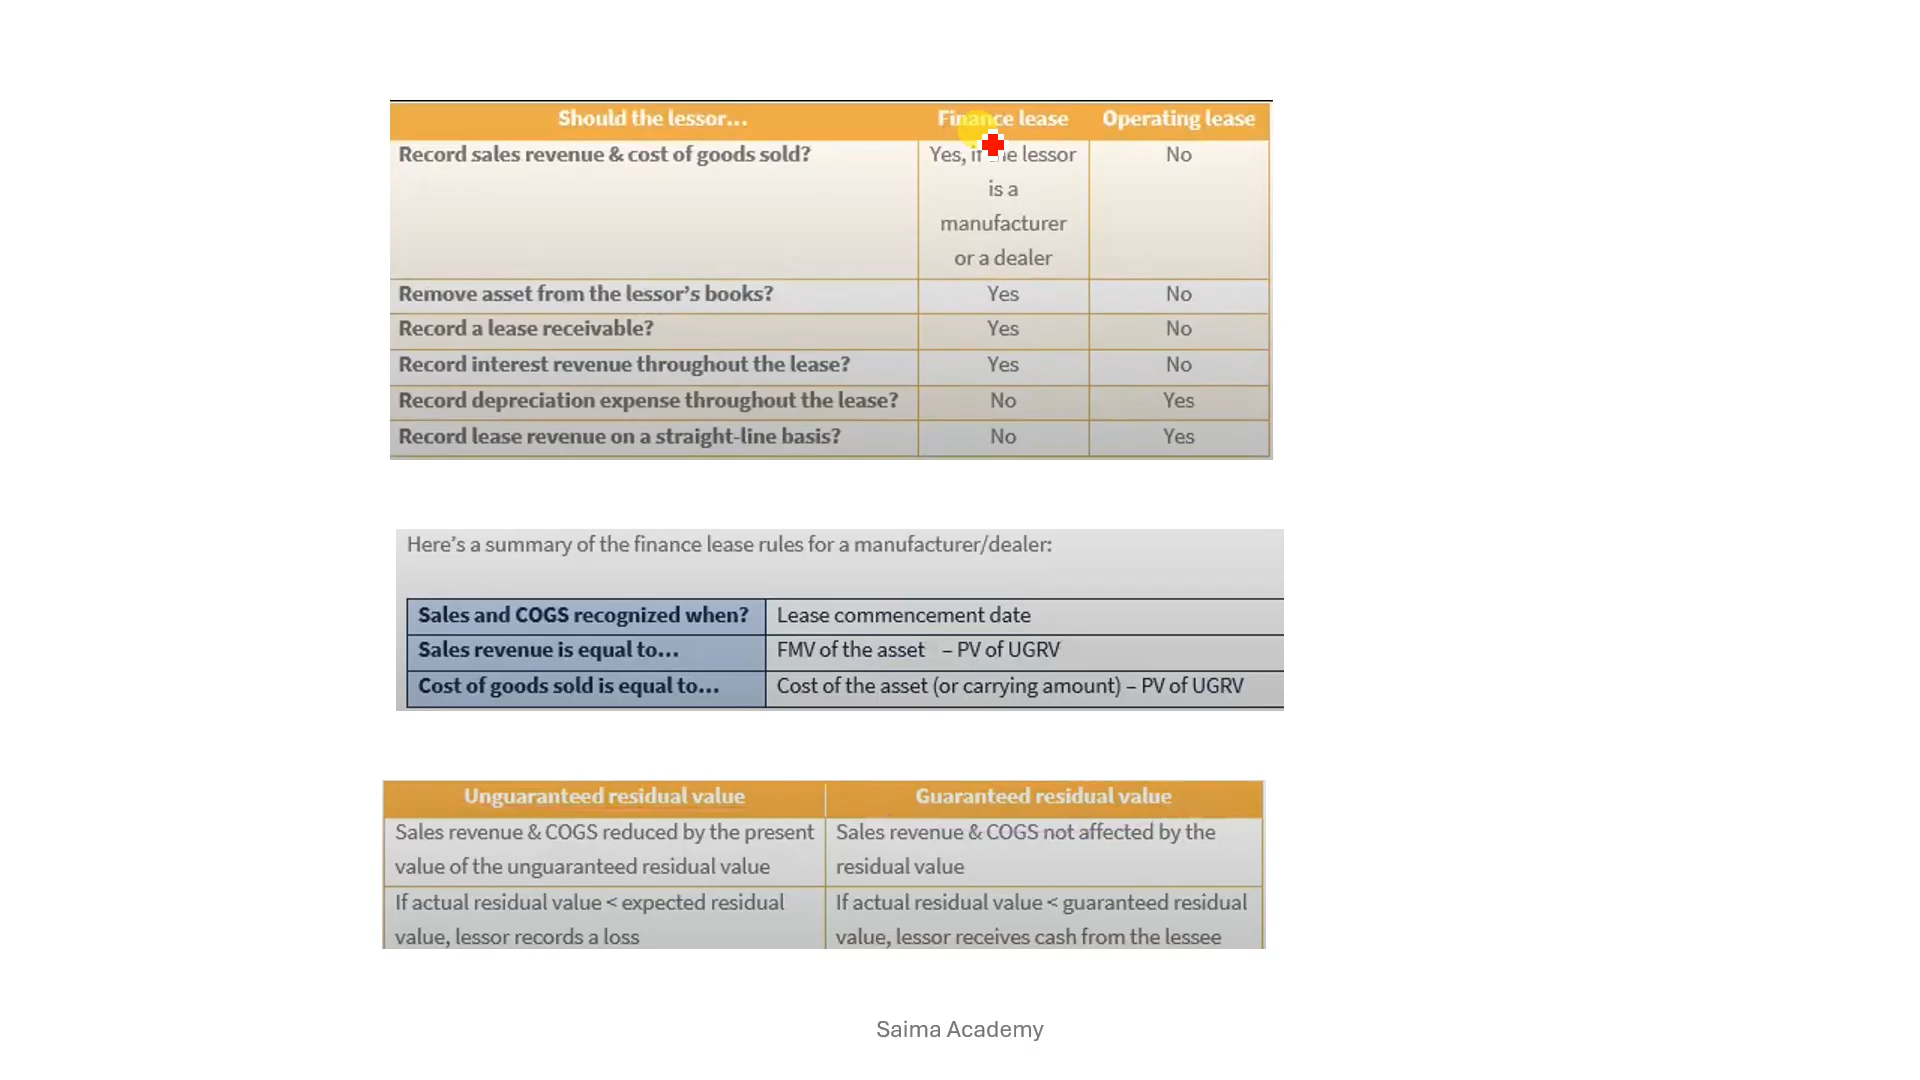 Should the lessor... Finance lease Operating lease
Record sales revenue & cost of goods sold? Yes, if the lessor No
is a
manufacturer
or a dealer
Remove asset from the lessor's books? Yes No
Record a lease receivable? Yes No
Record interest revenue throughout the lease? Yes No
Record depreciation expense throughout the lease? No Yes
Record lease revenue on a straight-line basis? No Yes
Here's a summary of the finance lease rules for a manufacturer/dealer:
Sales and COGS recognized when? Lease commencement date
Sales revenue is equal to... FMV of the asset – PV of UGRV
Cost of goods sold is equal to... Cost of the asset (or carrying amount) – PV of UGRV
Unguaranteed residual value Guaranteed residual value
Sales revenue & COGS reduced by the present Sales revenue & COGS not affected by the
value of the unguaranteed residual value residual value
If actual residual value < expected residual If actual residual value < guaranteed residual
value, lessor records a loss value, lessor receives cash from the lessee
Saima Academy